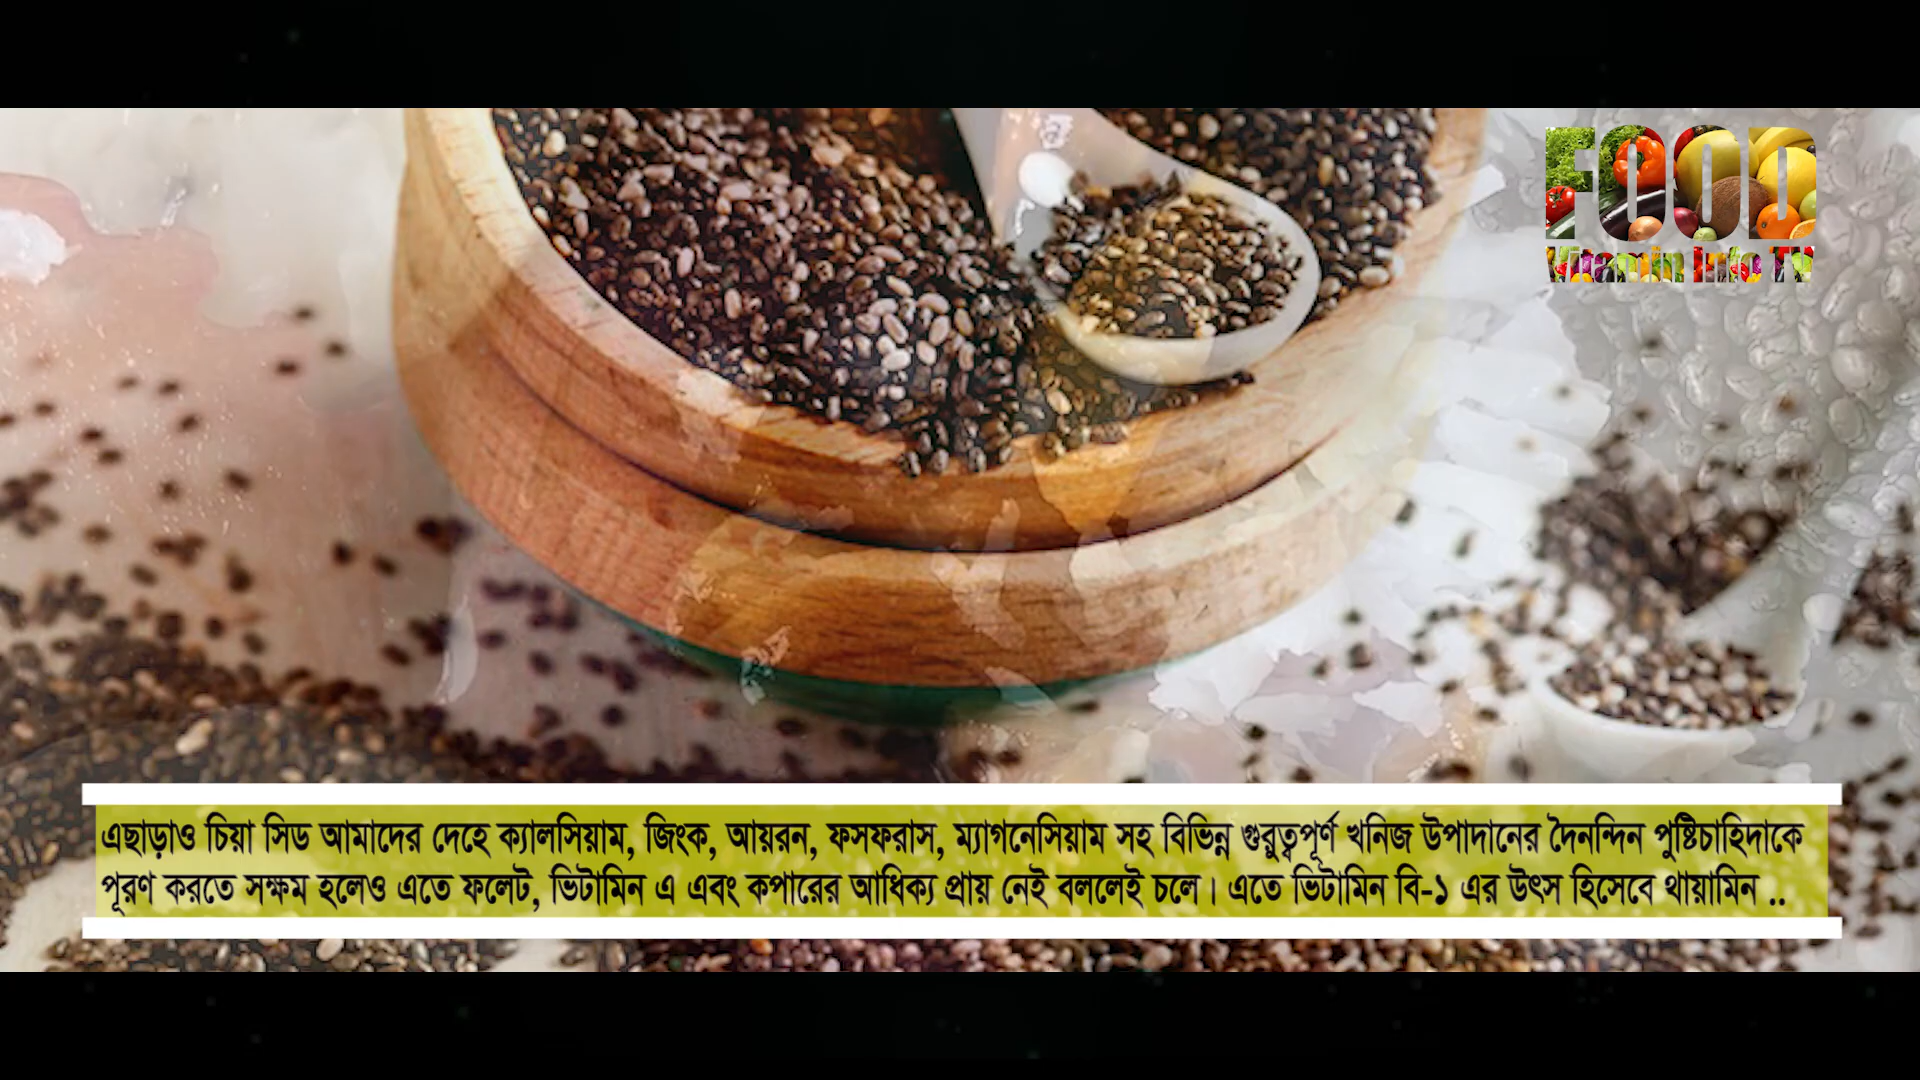 FOOD
Vitamin Info TV
এছাড়াও চিয়া সিড আমাদের দেহে ক্যালসিয়াম, জিংক, আয়রন, ফসফরাস, ম্যাগনেসিয়াম সহ বিভিন্ন গুরুত্বপূর্ণ খনিজ উপাদানের দৈনন্দিন পুষ্টিচাহিদাকে
পূরণ করতে সক্ষম হলেও এতে ফলেট, ভিটামিন এ এবং কপারের আধিক্য প্রায় নেই বললেই চলে। এতে ভিটামিন বি-১ এর উৎস হিসেবে থায়ামিন ..